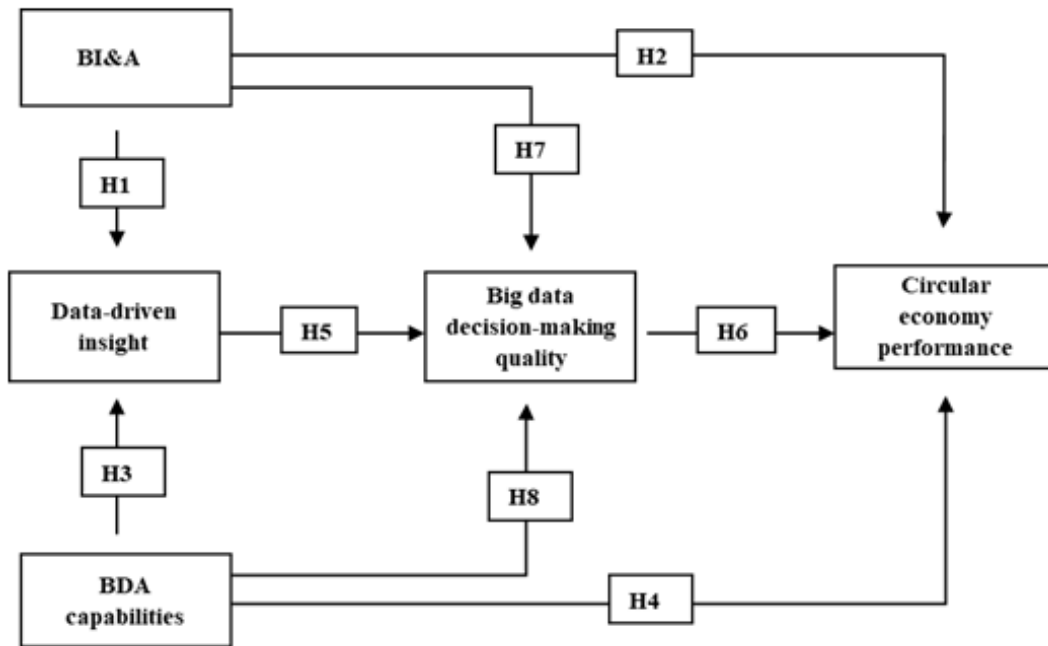 BI&A
H2
H7
H1
Data-driven
insight
H5
Big data
decision-making
quality
H6
Circular
economy
performance
H3
H8
BDA
capabilities
H4